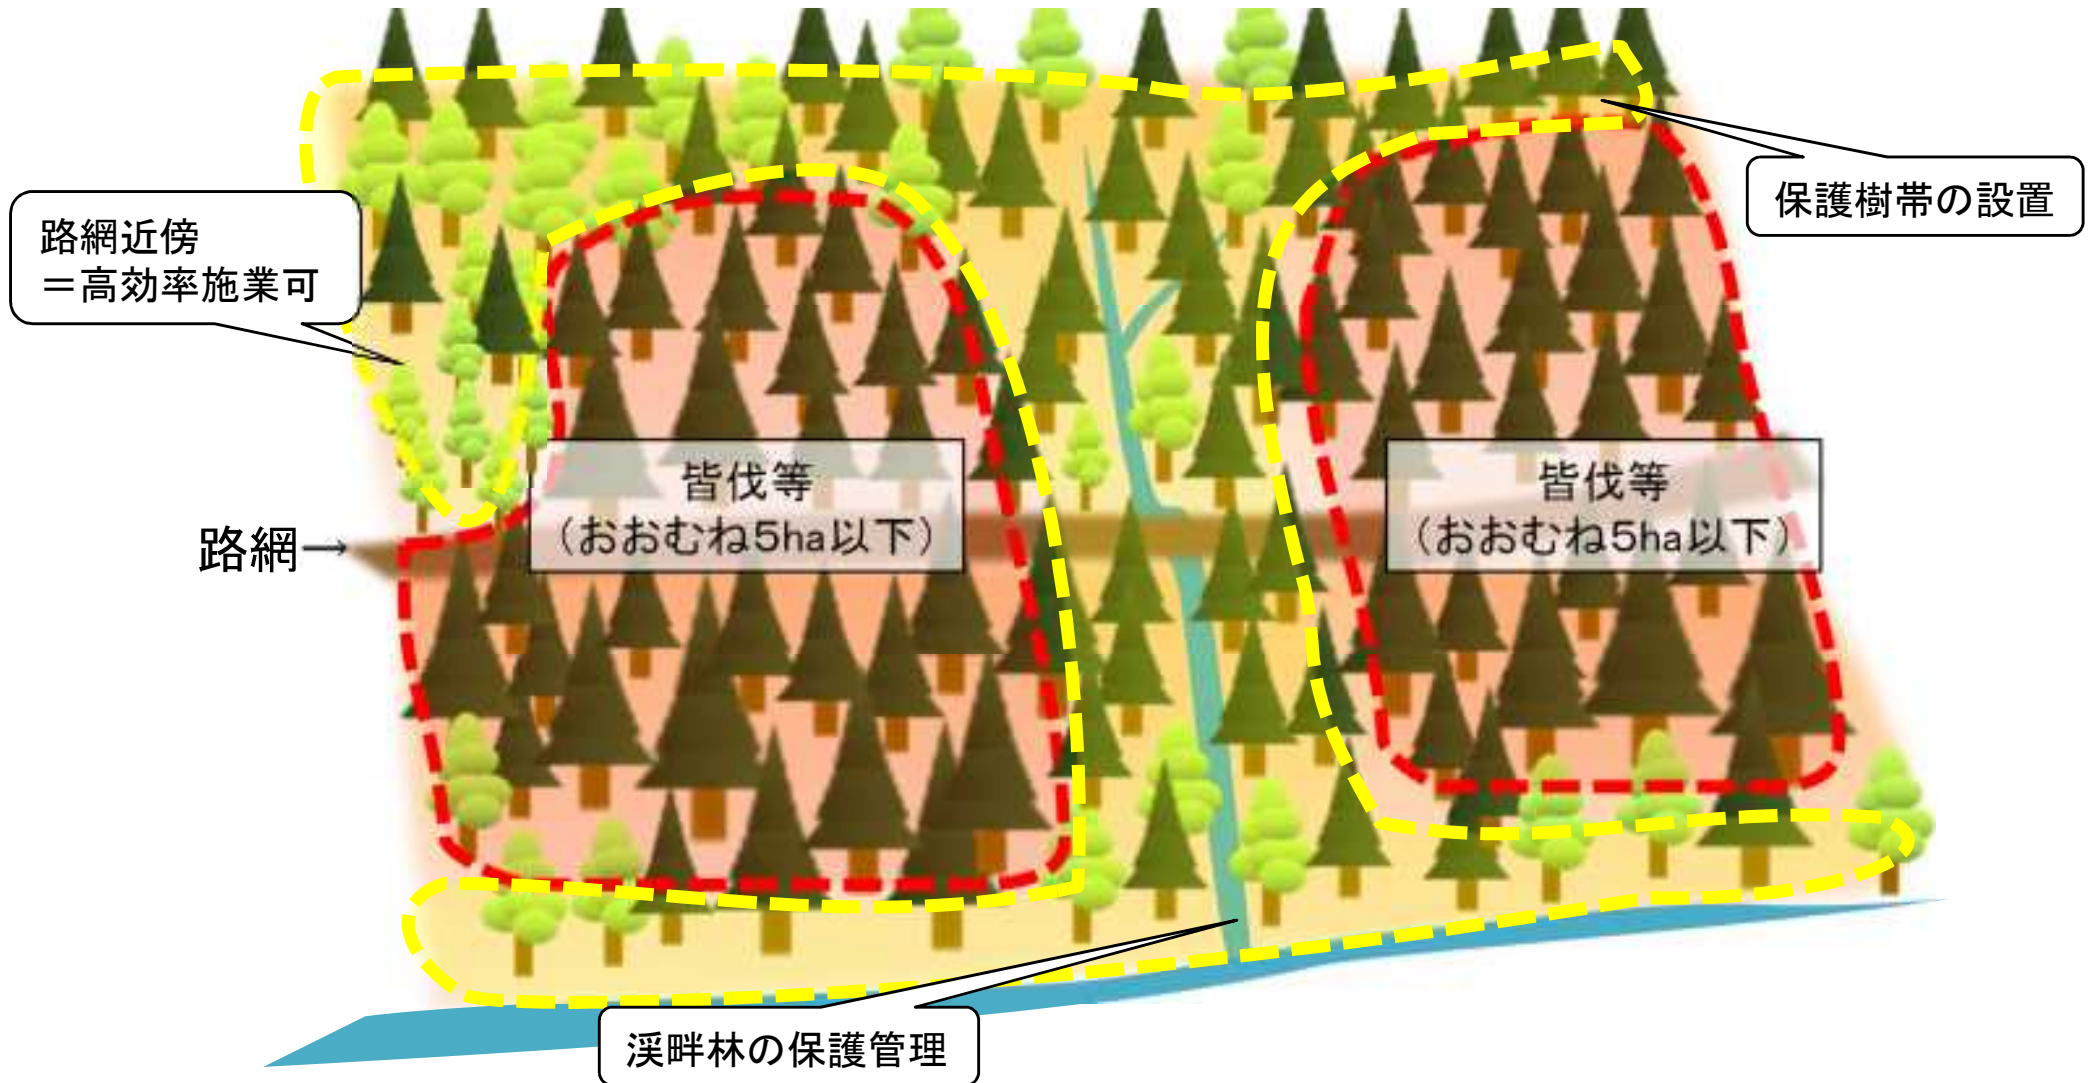 保護樹帯の設置
路網近傍
＝高効率施業可
皆伐等
（おおむね5ha以下）
皆伐等
（おおむね5ha以下）
路網→
渓畔林の保護管理